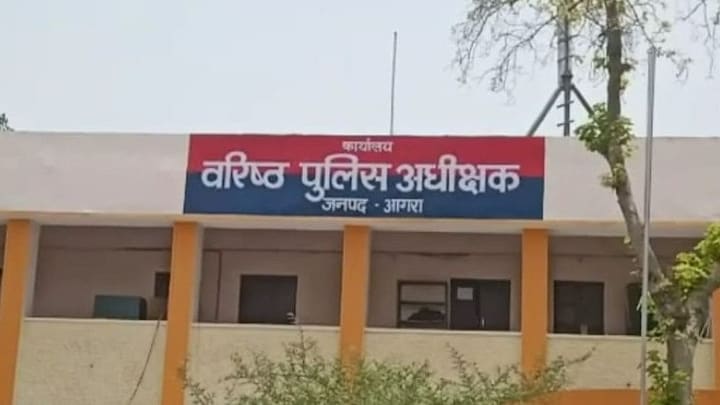 कार्यालय
वरिष्ठ पुलिस अधीक्षक
जनपद - आगरा